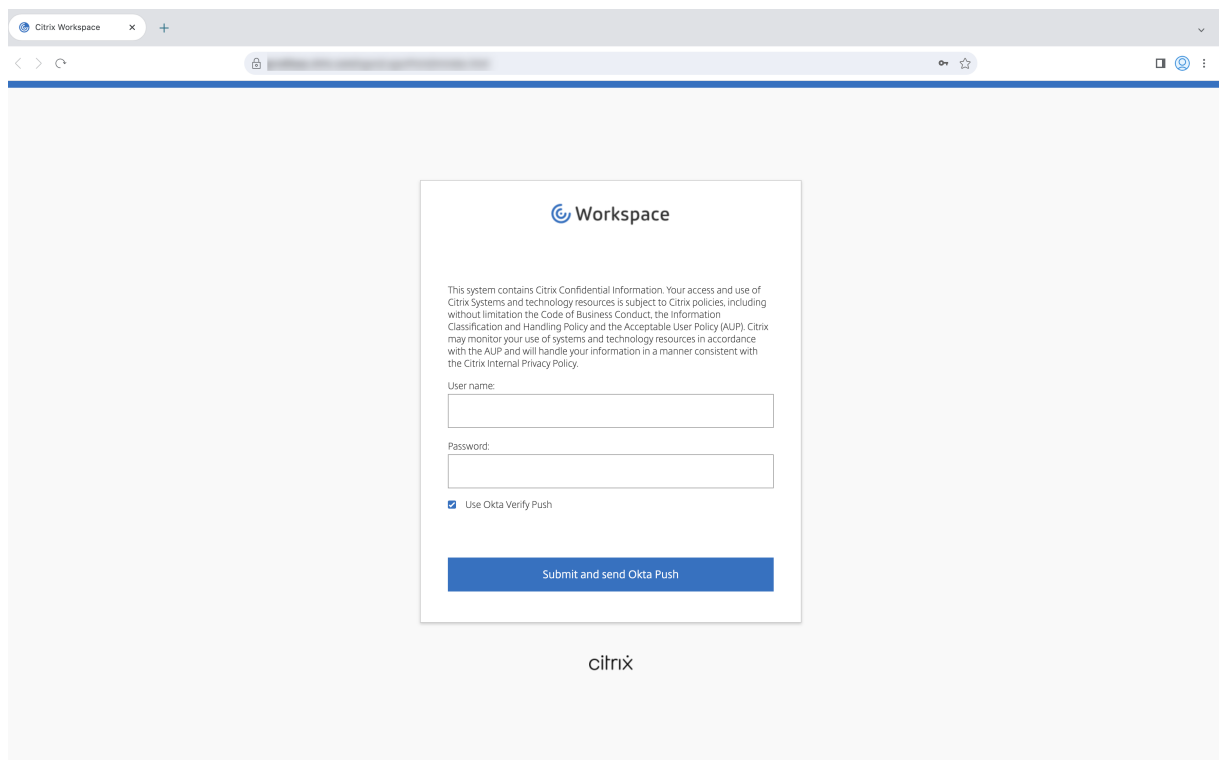 Citrix Workspace
Workspace
This system contains Citrix Confidential Information. Your access and use of
Citrix Systems and technology resources is subject to Citrix policies, including
without limitation the Code of Business Conduct, the Information
Classification and Handling Policy and the Acceptable User Policy (AUP). Citrix
may monitor your use of systems and technology resources in accordance
with the AUP and will handle your information in a manner consistent with
the Citrix Internal Privacy Policy.
User name:
Password:
Use Okta Verify Push
Submit and send Okta Push
citrix